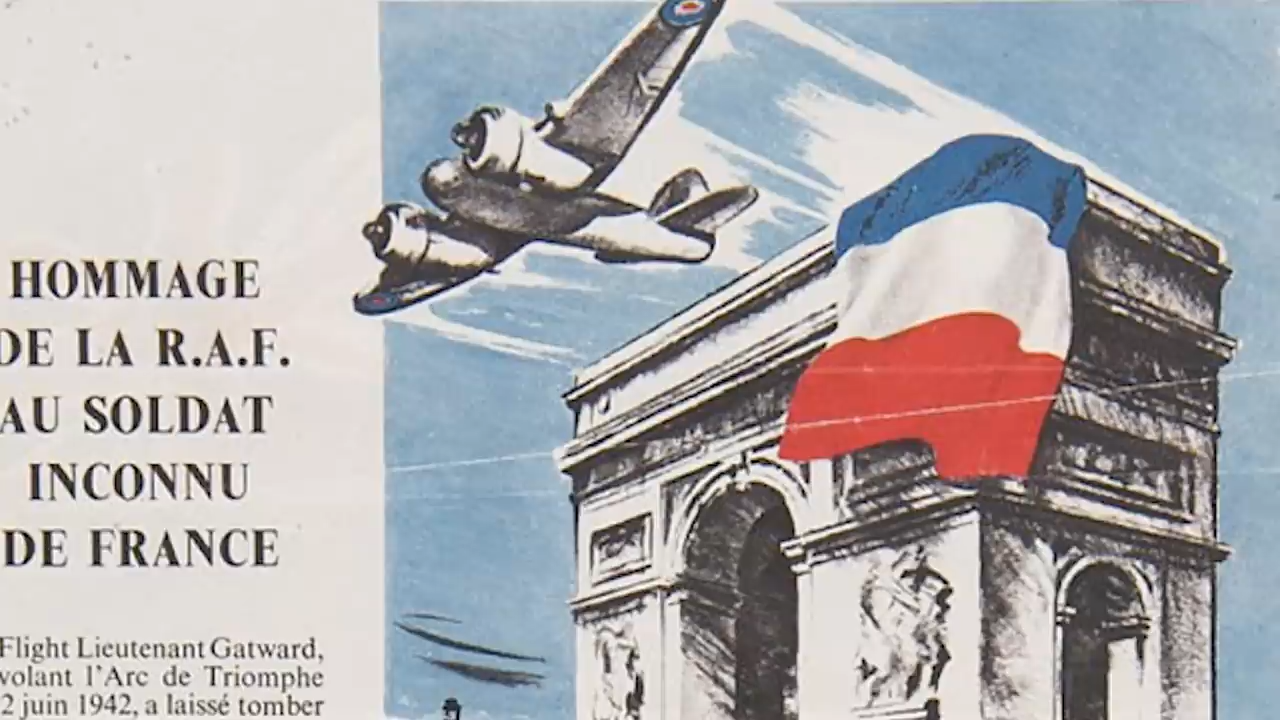 HOMMAGE
DE LA R.A.F.
AU SOLDAT
INCONNU
DE FRANCE
Flight Lieutenant Gatward,
volant l'Arc de Triomphe
2 juin 1942, a laissé tomber